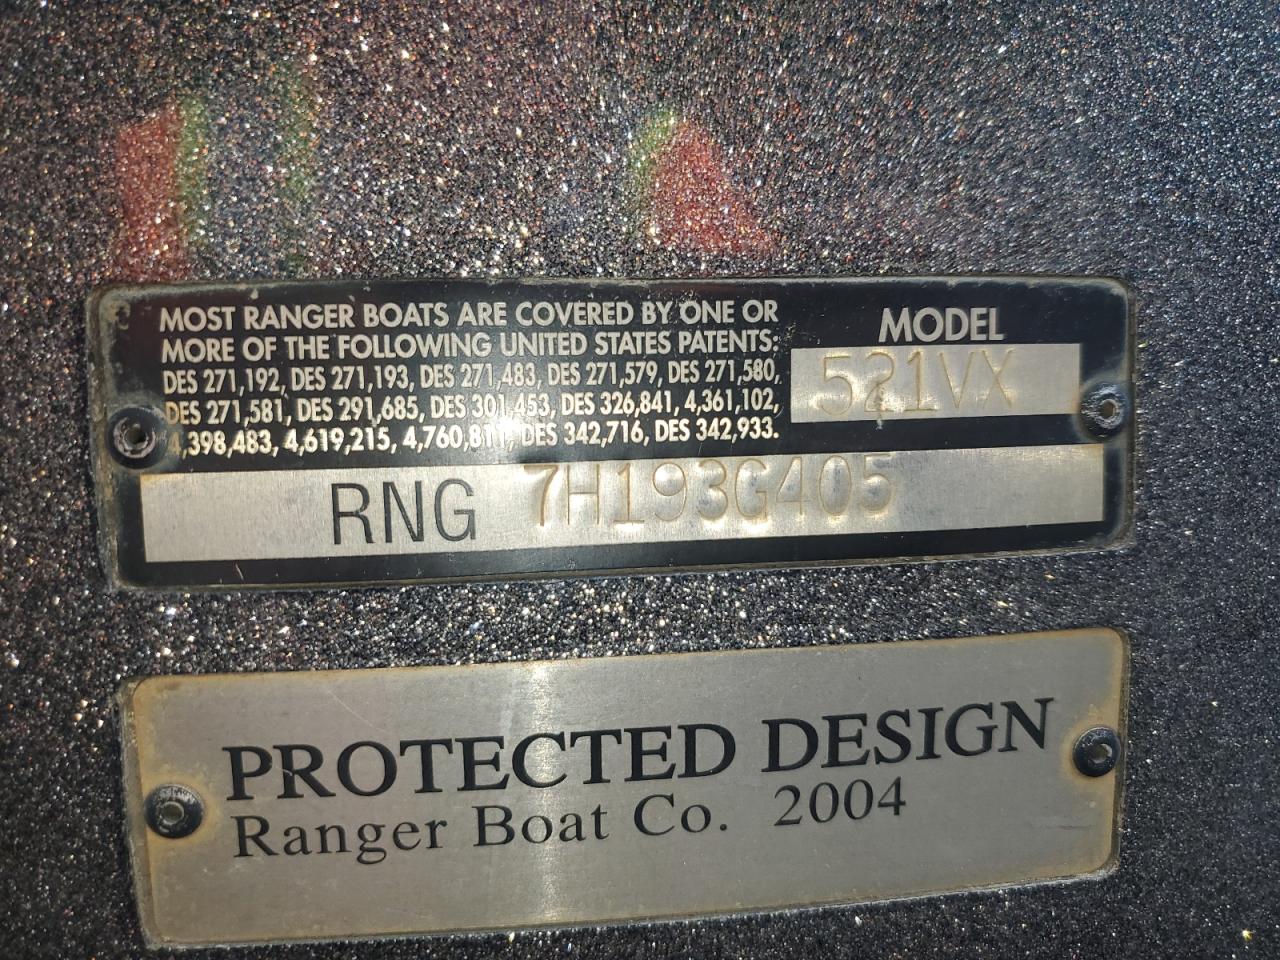 MOST RANGER BOATS ARE COVERED BY ONE OR
MORE OF THE FOLLOWING UNITED STATES PATENTS:
DES 271,192, DES 271,193, DES 271,483, DES 271,579, DES 271,580,
DES 271,581, DES 291,685, DES 301,453, DES 326,841, 4,361,102,
4,398,483, 4,619,215, 4,760,811, DES 342,716, DES 342,933.
MODEL
521VX
RNG 7H193G405
PROTECTED DESIGN
Ranger Boat Co. 2004